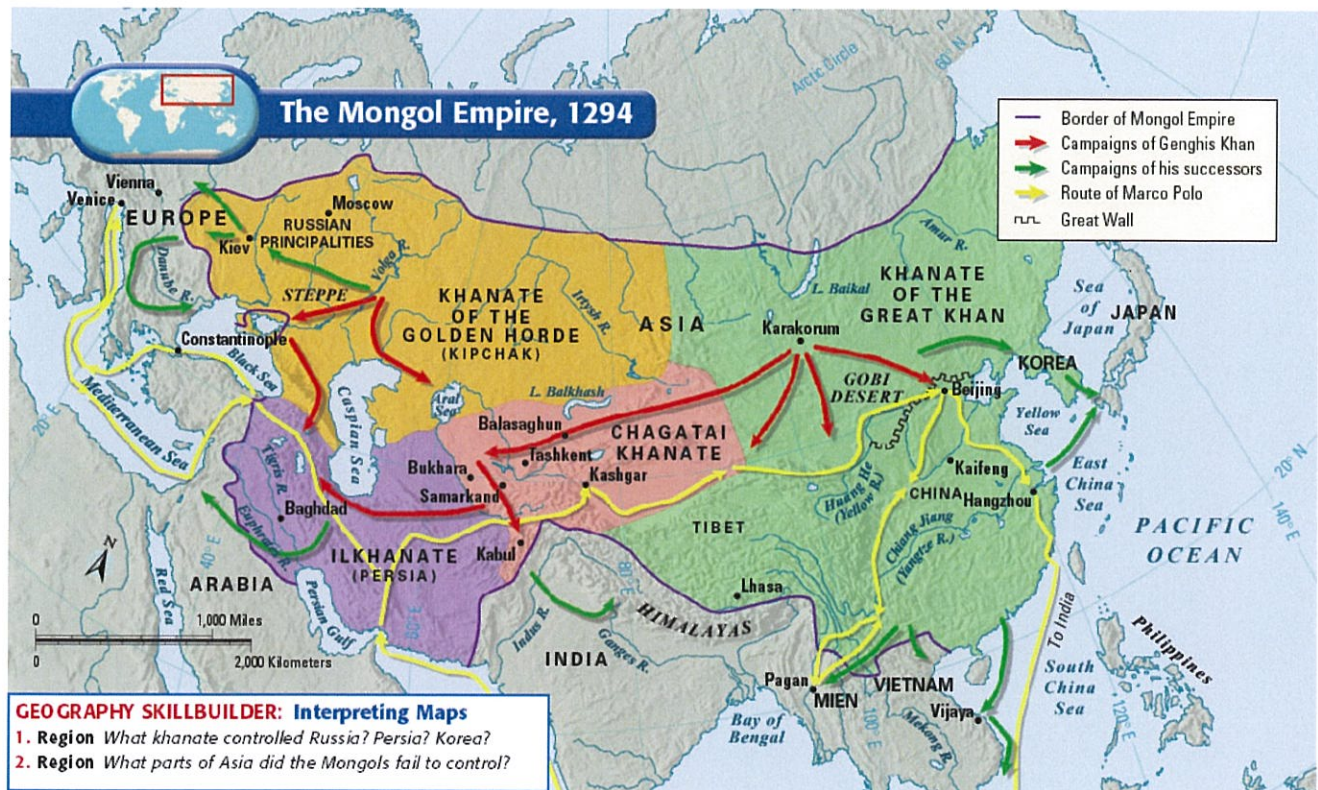 The Mongol Empire, 1294
Border of Mongol Empire
Campaigns of Genghis Khan
Campaigns of his successors
Route of Marco Polo
Great Wall
Arctic Circle
60° N
Vienna
Venice
EUROPE
Moscow
RUSSIAN
PRINCIPALITIES
Kiev
Volga R.
Danube R.
STEPPE
KHANATE
OF THE
GOLDEN HORDE
(KIPCHAK)
Irtysh R.
ASIA
L. Baikal
Amur R.
KHANATE
OF THE
GREAT KHAN
Sea
of
Japan
JAPAN
Karakorum
KOREA
Constantinople
Black Sea
Caspian Sea
Aral
Sea
L. Balkhash
GOBI
DESERT
Beijing
Mediterranean Sea
20° E
Balasaghun
CHAGATAI
KHANATE
Yellow
Sea
Tashkent
Bukhara
Kashgar
Samarkand
Kaifeng
Huang He
(Yellow R.)
CHINA
Hangzhou
East
China
Sea
20° N
140° E
Tigris R.
Baghdad
Euphrates R.
Kabul
TIBET
Chiang Jiang
(Yangtze R.)
PACIFIC
OCEAN
N
40° E
ARABIA
ILKHANATE
(PERSIA)
Red Sea
Persian Gulf
60° E
80° E
Lhasa
HIMALAYAS
Indus R.
Ganges R.
INDIA
0
1,000 Miles
0
2,000 Kilometers
To India
South
China
Sea
Philippines
Pagan
MIEN
VIETNAM
Vijaya
Bay of
Bengal
100° E
Mekong R.
120° E
GEOGRAPHY SKILLBUILDER: Interpreting Maps
1. Region What khanate controlled Russia? Persia? Korea?
2. Region What parts of Asia did the Mongols fail to control?